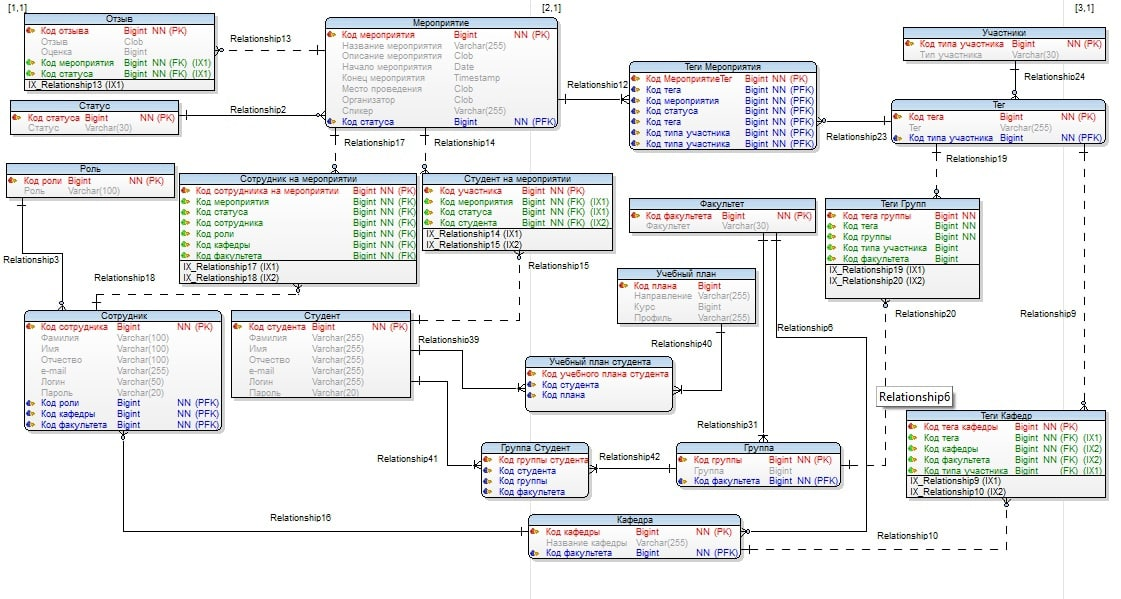 [1,1]
[2,1]
[3,1]
Отзыв
Код отзыва Bigint NN (PK)
Отзыв Clob
Оценка Bigint
Код мероприятия Bigint NN (FK) (IX1)
Код статуса Bigint NN (FK) (IX1)
IX_Relationship13 (IX1)
Relationship13
Мероприятие
Код мероприятия Bigint NN (PK)
Название мероприятия Varchar(255)
Описание мероприятия Clob
Начало мероприятия Date
Конец мероприятия Timestamp
Место проведения Clob
Организатор Clob
Спикер Varchar(255)
Код статуса Bigint NN (PFK)
Участники
Код типа участника Bigint NN (PK)
Тип участника Varchar(30)
Relationship24
Статус
Код статуса Bigint NN (PK)
Статус Varchar(30)
Relationship2
Relationship12
Теги Мероприятия
Код МероприятиеТег Bigint NN (PK)
Код тега Bigint NN (PFK)
Код мероприятия Bigint NN (PFK)
Код статуса Bigint NN (PFK)
Код тега Bigint NN (PFK)
Код типа участника Bigint NN (PFK)
Код типа участника Bigint NN (PFK)
Relationship23
Тег
Код тега Bigint NN (PK)
Тег Varchar(255)
Код типа участника Bigint NN (PFK)
Relationship17
Relationship14
Relationship19
Роль
Код роли Bigint NN (PK)
Роль Varchar(100)
Сотрудник на мероприятии
Код сотрудниика на мероприятии Bigint NN (PK)
Код мероприятия Bigint NN (FK)
Код статуса Bigint NN (FK)
Код сотрудника Bigint NN (FK)
Код роли Bigint NN (FK)
Код кафедры Bigint NN (FK)
Код факультета Bigint NN (FK)
IX_Relationship17 (IX1)
IX_Relationship18 (IX2)
Студент на мероприятии
Код участника Bigint NN (PK)
Код мероприятия Bigint NN (FK) (IX1)
Код статуса Bigint NN (FK) (IX1)
Код студента Bigint NN (FK) (IX2)
IX_Relationship14 (IX1)
IX_Relationship15 (IX2)
Факультет
Код факультета Bigint NN (PK)
Факультет Varchar(30)
Теги Групп
Код тега группы Bigint NN
Код тега Bigint NN
Код группы Bigint NN
Код типа участника Bigint
Код факультета Bigint
IX_Relationship19 (IX1)
IX_Relationship20 (IX2)
Relationship3
Relationship18
Relationship15
Учебный план
Код плана Bigint
Направление Varchar(255)
Курс Bigint
Профиль Varchar(255)
Relationship20
Relationship9
Relationship6
Relationship40
Сотрудник
Код сотрудника Bigint NN (PK)
Фамилия Varchar(100)
Имя Varchar(100)
Отчество Varchar(100)
e-mail Varchar(255)
Логин Varchar(50)
Пароль Varchar(20)
Код роли Bigint NN (PFK)
Код кафедры Bigint NN (PFK)
Код факультета Bigint NN (PFK)
Студент
Код студента Bigint NN (PK)
Фамилия Varchar(255)
Имя Varchar(255)
Отчество Varchar(255)
e-mail Varchar(255)
Логин Varchar(255)
Пароль Varchar(20)
Relationship39
Учебный план студента
Код учебного плана студента
Код студента
Код плана
Relationship6
Relationship31
Теги Кафедр
Код тега кафедры Bigint NN (PK)
Код тега Bigint NN (FK) (IX1)
Код кафедры Bigint NN (FK) (IX2)
Код факультета Bigint NN (FK) (IX2)
Код типа участника Bigint (FK) (IX1)
IX_Relationship9 (IX1)
IX_Relationship10 (IX2)
Relationship41
Группа Студент
Код группы студента
Код студента
Код группы
Код факультета
Relationship42
Группа
Код группы Bigint NN (PK)
Группа Bigint
Код факультета Bigint NN (PFK)
Relationship16
Кафедра
Код кафедры Bigint NN (PK)
Название кафедры Varchar(255)
Код факультета Bigint NN (PFK)
Relationship10